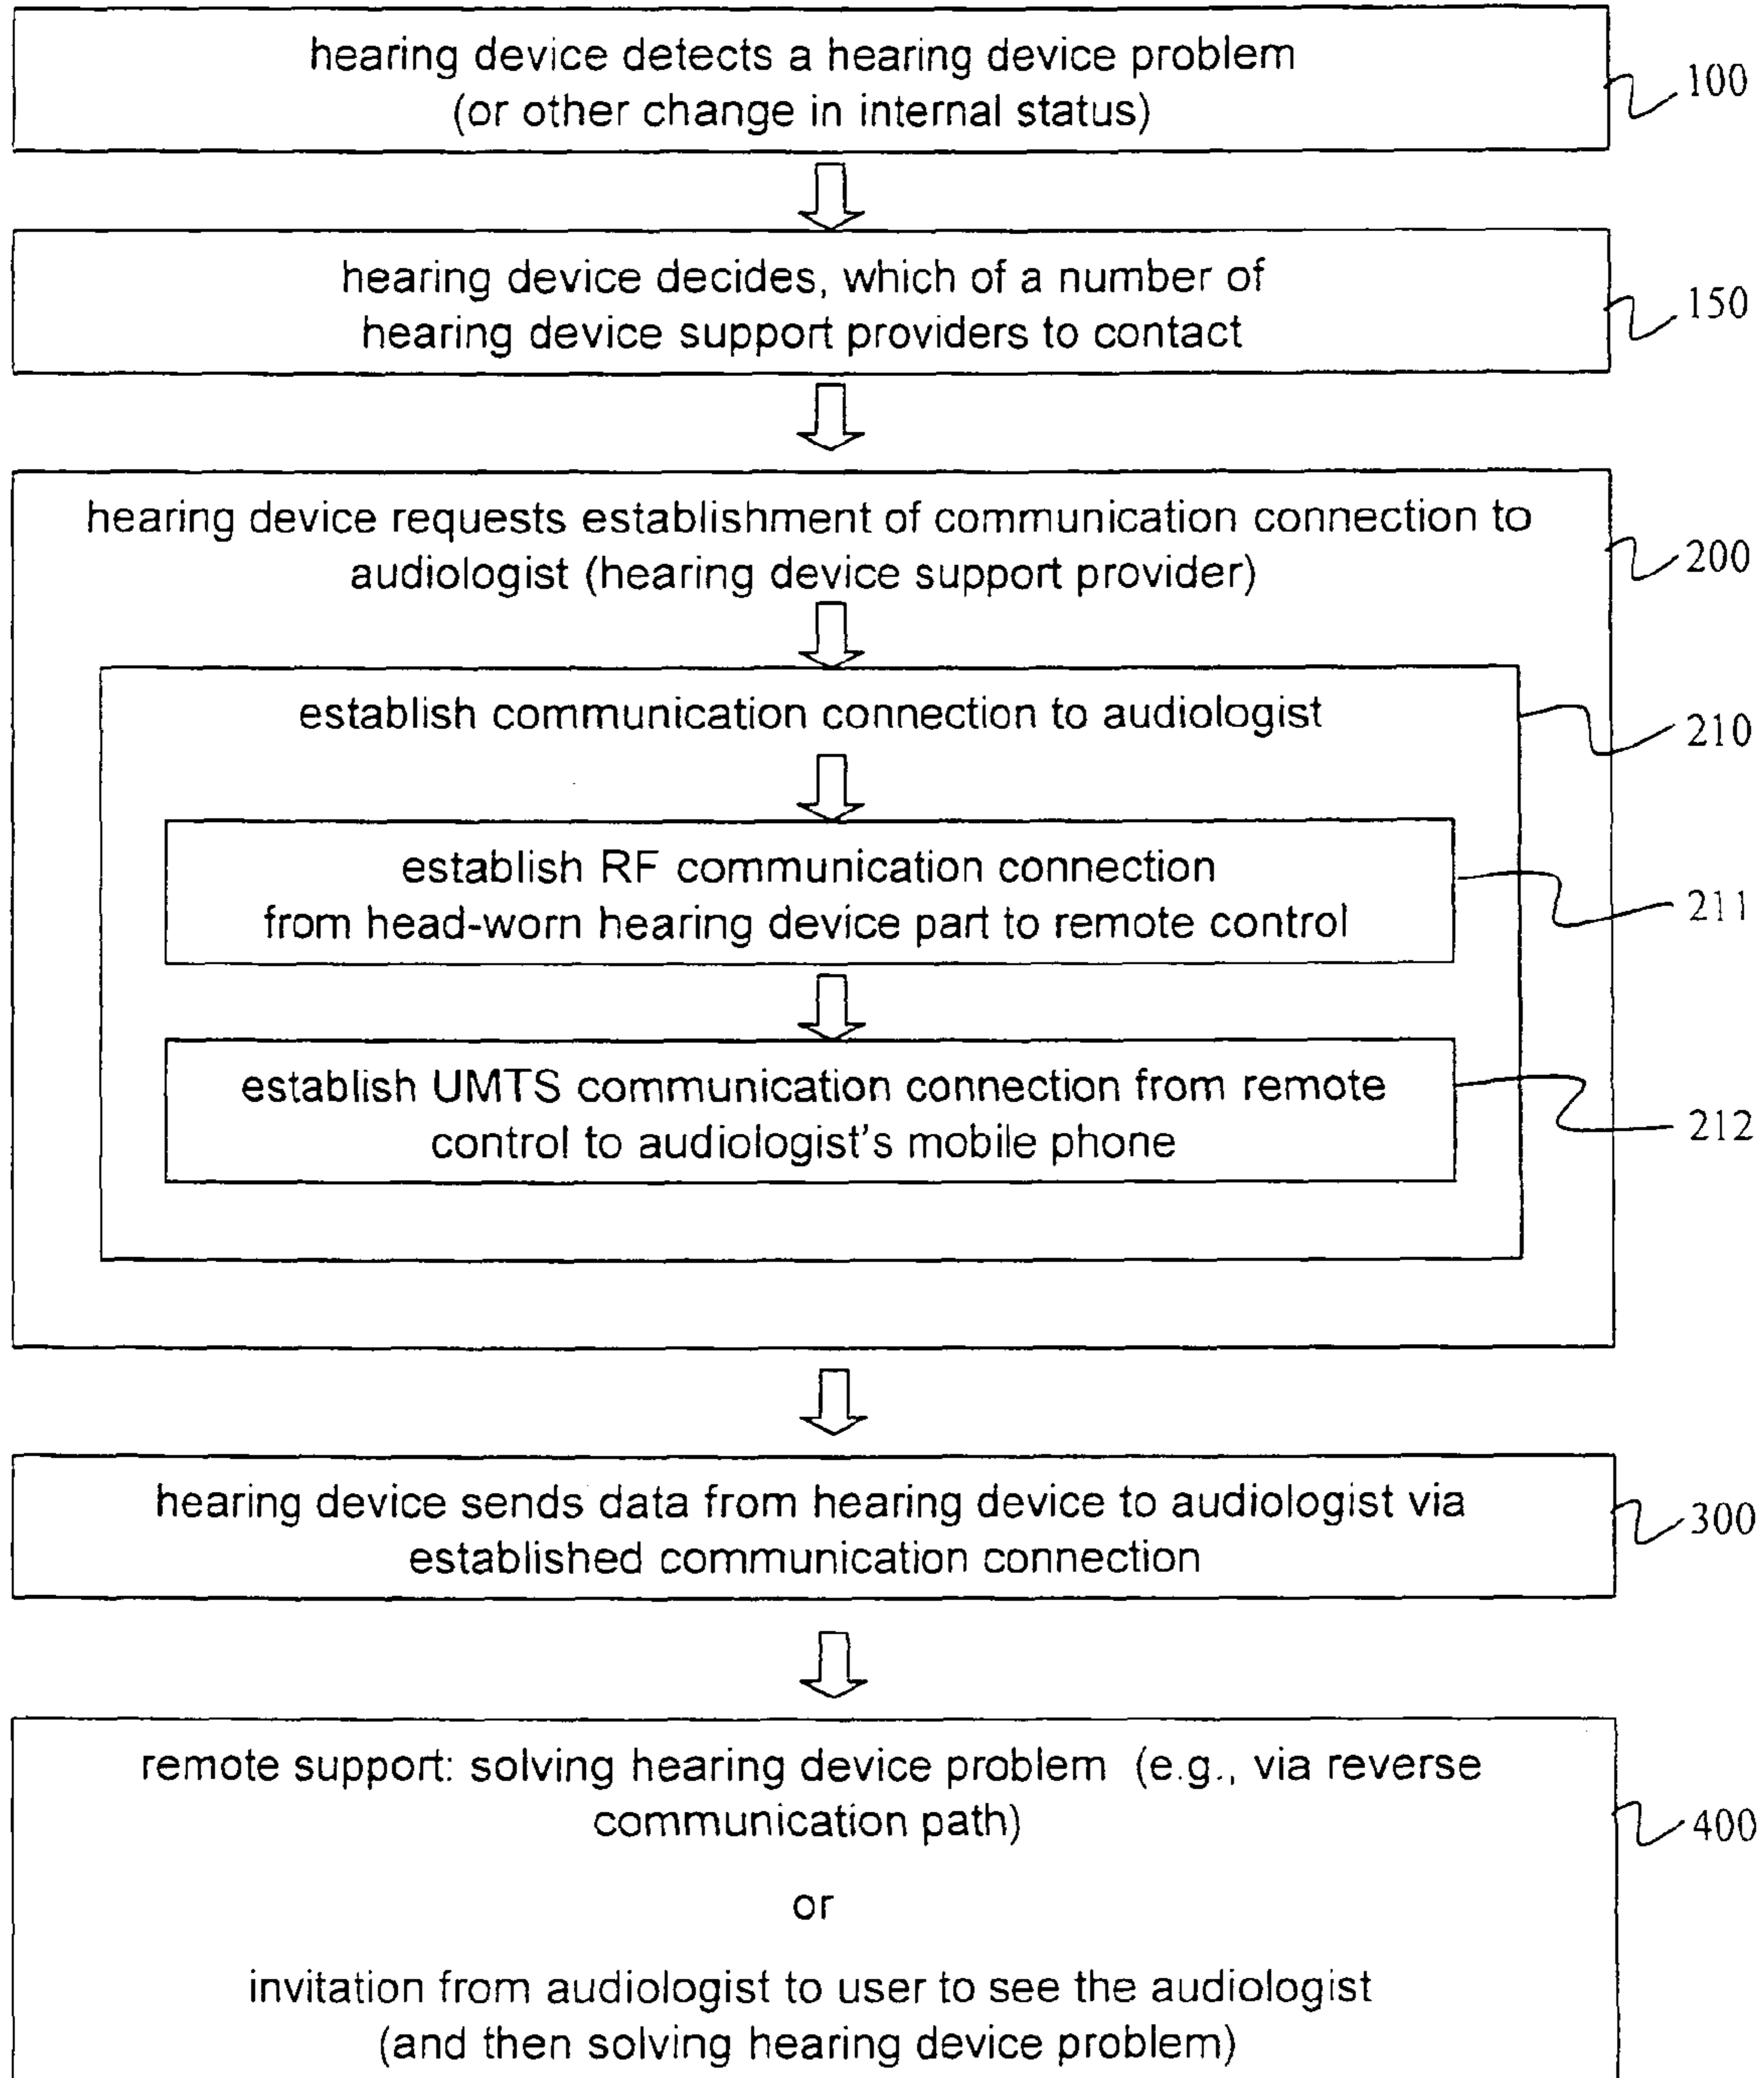 hearing device detects a hearing device problem
(or other change in internal status)
100
hearing device decides, which of a number of
hearing device support providers to contact
150
hearing device requests establishment of communication connection to
audiologist (hearing device support provider)
200
establish communication connection to audiologist
210
establish RF communication connection
from head-worn hearing device part to remote control
211
establish UMTS communication connection from remote
control to audiologist's mobile phone
212
hearing device sends data from hearing device to audiologist via
established communication connection
300
remote support: solving hearing device problem (e.g., via reverse
communication path)
400
or
invitation from audiologist to user to see the audiologist
(and then solving hearing device problem)